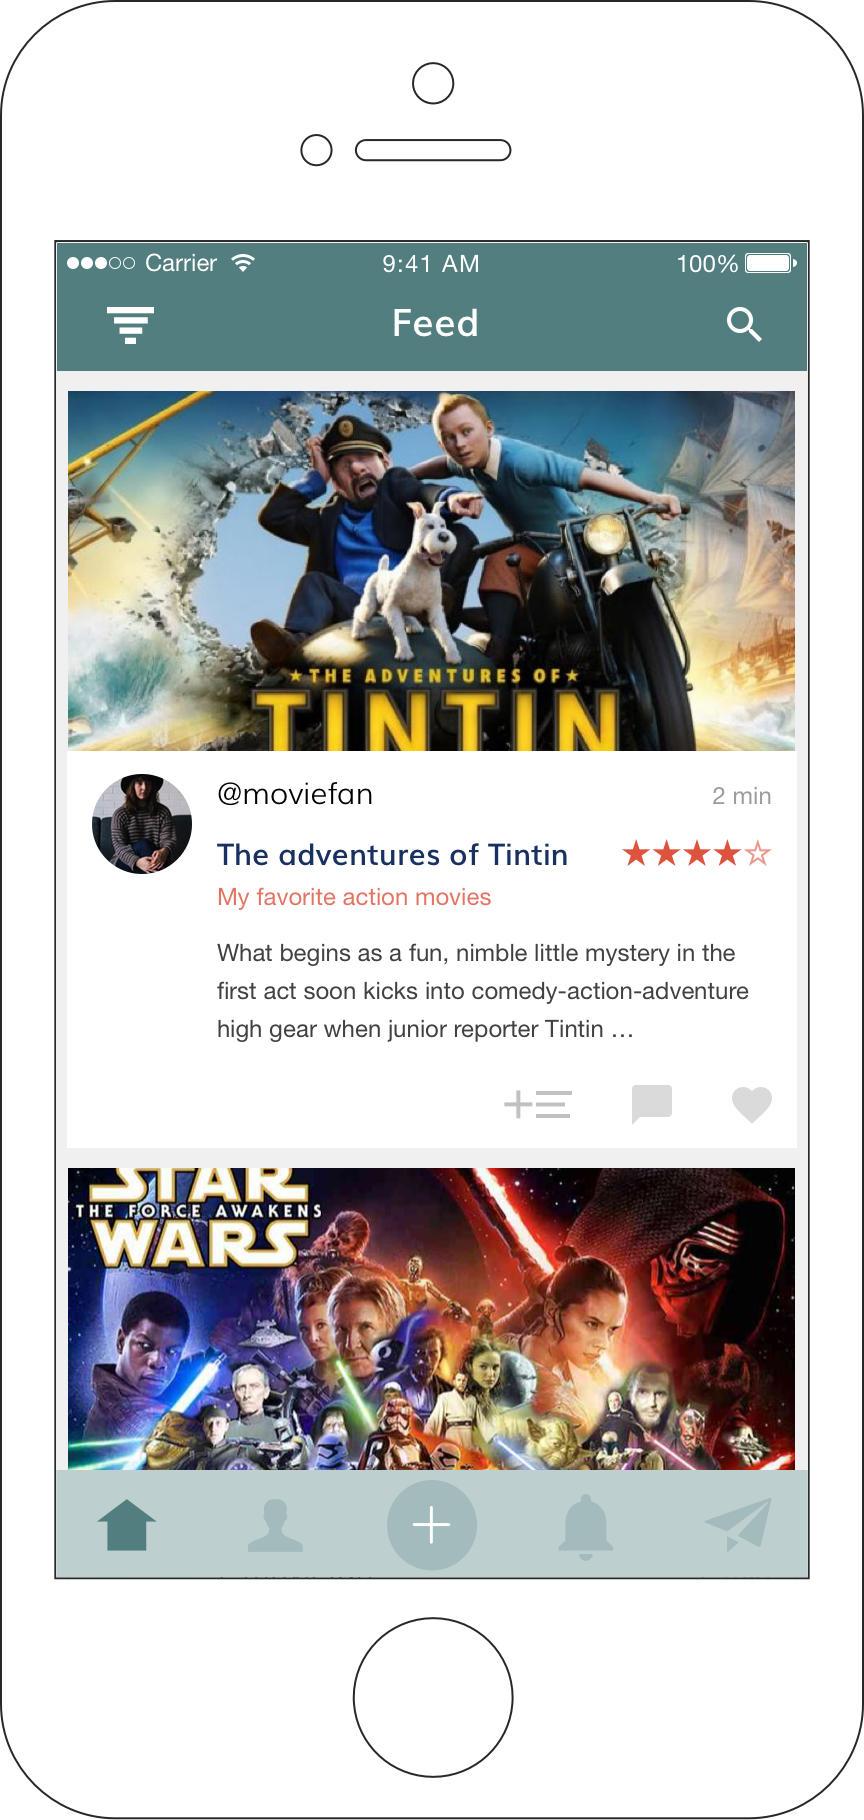 Carrier 9:41 AM 100%
Feed
THE ADVENTURES OF
TINTIN
@moviefan 2 min
The adventures of Tintin
My favorite action movies
What begins as a fun, nimble little mystery in the
first act soon kicks into comedy-action-adventure
high gear when junior reporter Tintin …
STAR
THE FORCE AWAKENS
WARS